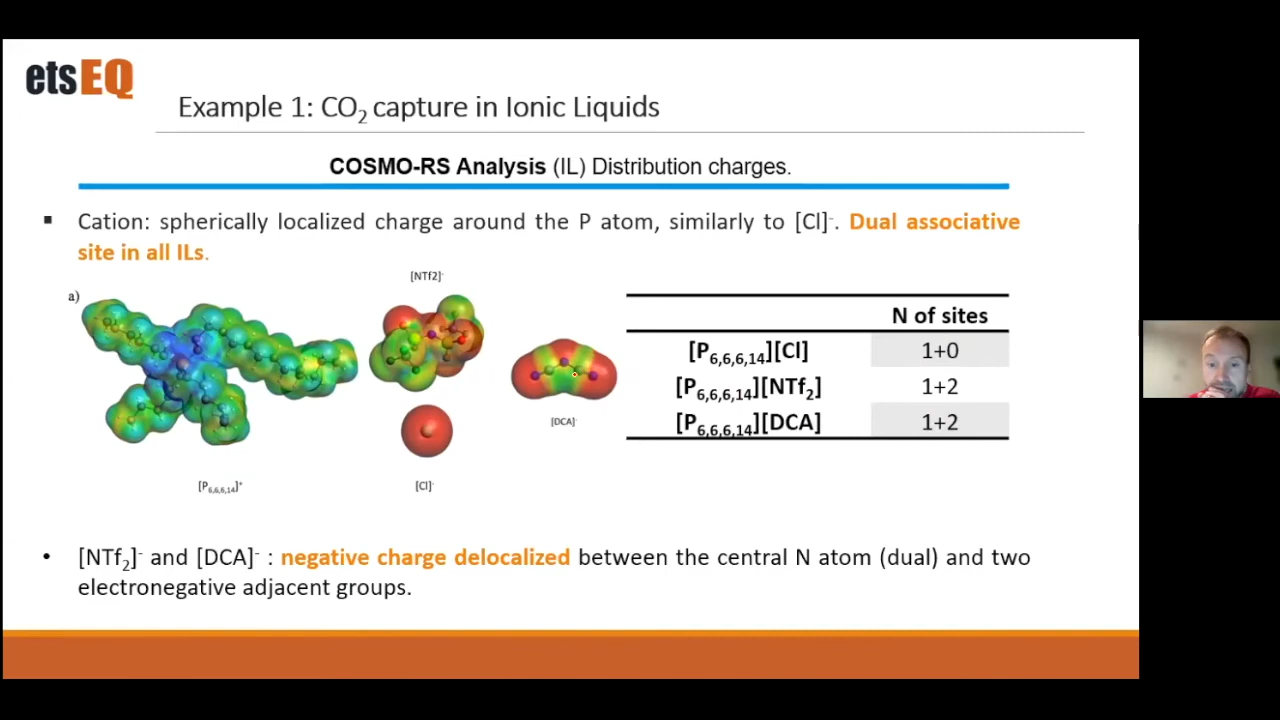 etsEQ
Example 1: CO₂ capture in Ionic Liquids
COSMO-RS Analysis (IL) Distribution charges.
▪ Cation: spherically localized charge around the P atom, similarly to [Cl]⁻. Dual associative
site in all ILs.
a)
[NTf2]⁻
[DCA]⁻
[P₆,₆,₆,₁₄]⁺
[Cl]⁻
N of sites
[P₆,₆,₆,₁₄][Cl] 1+0
[P₆,₆,₆,₁₄][NTf₂] 1+2
[P₆,₆,₆,₁₄][DCA] 1+2
• [NTf₂]⁻ and [DCA]⁻ : negative charge delocalized between the central N atom (dual) and two
electronegative adjacent groups.